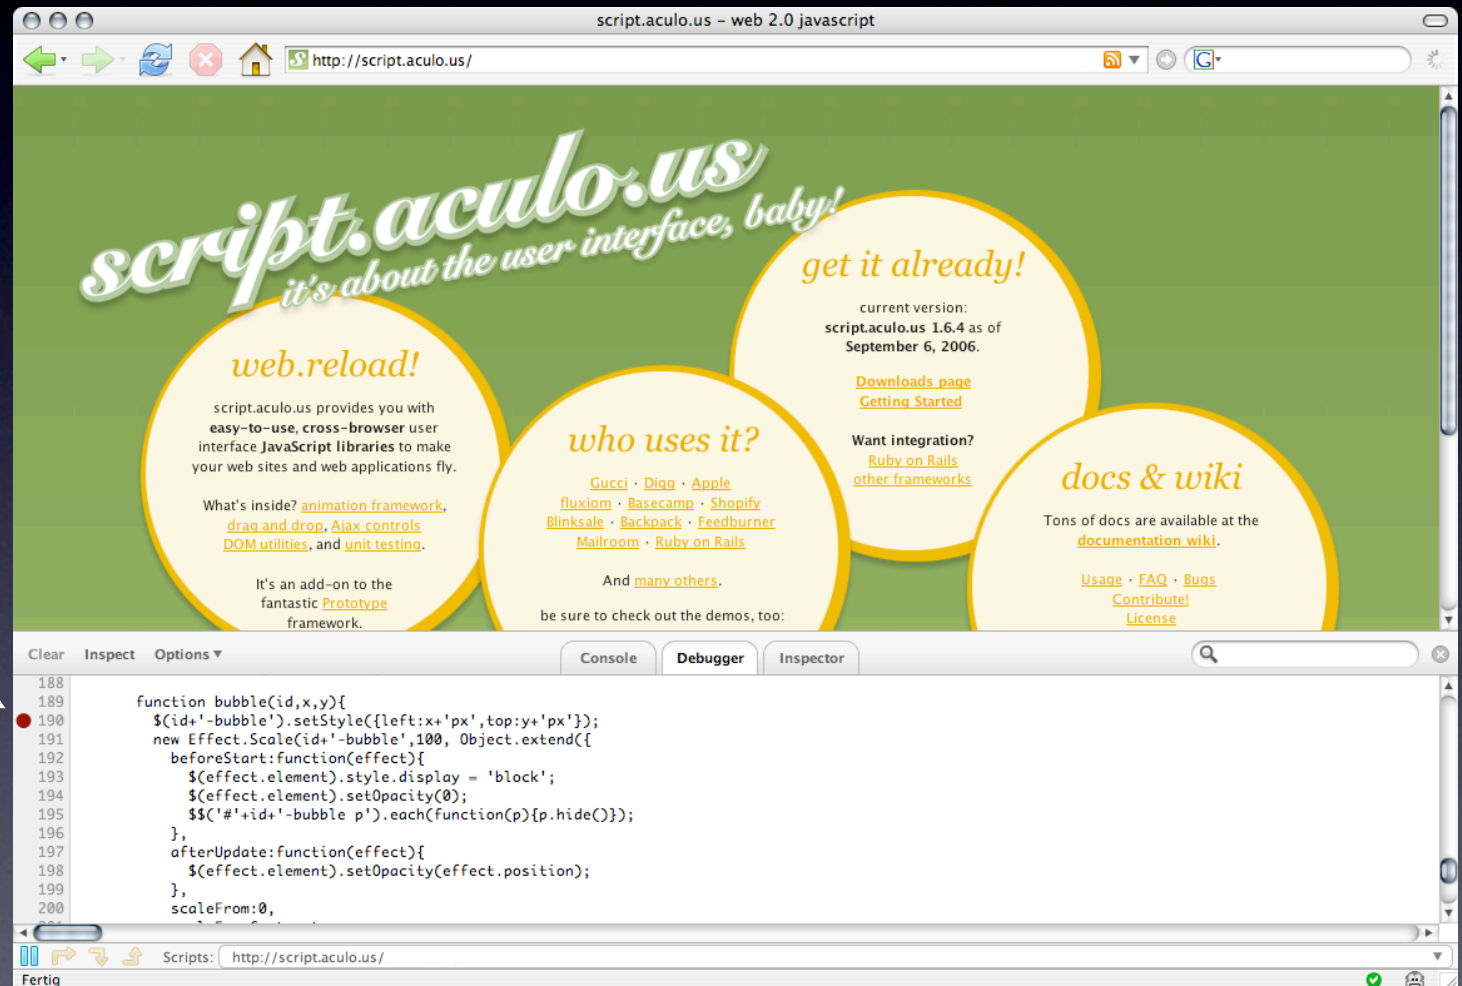 script.aculo.us – web 2.0 javascript
http://script.aculo.us/
G
script.aculo.us
it's about the user interface, baby!
web.reload!
script.aculo.us provides you with
easy-to-use, cross-browser user
interface JavaScript libraries to make
your web sites and web applications fly.
What's inside? animation framework,
drag and drop, Ajax controls
DOM utilities, and unit testing.
It's an add-on to the
fantastic Prototype
framework.
who uses it?
Gucci · Digg · Apple
fluxiom · Basecamp · Shopify
Blinksale · Backpack · Feedburner
Mailroom · Ruby on Rails
And many others.
be sure to check out the demos, too:
get it already!
current version:
script.aculo.us 1.6.4 as of
September 6, 2006.
Downloads page
Getting Started
Want integration?
Ruby on Rails
other frameworks
docs & wiki
Tons of docs are available at the
documentation wiki.
Usage · FAQ · Bugs
Contribute!
License
Clear Inspect Options Console Debugger Inspector
188
189 function bubble(id,x,y){
190 $(id+'-bubble').setStyle({left:x+'px',top:y+'px'});
191 new Effect.Scale(id+'-bubble',100, Object.extend({
192 beforeStart:function(effect){
193 $(effect.element).style.display = 'block';
194 $(effect.element).setOpacity(0);
195 $$('#'+id+'-bubble p').each(function(p){p.hide()});
196 },
197 afterUpdate:function(effect){
198 $(effect.element).setOpacity(effect.position);
199 },
200 scaleFrom:0,
Scripts: http://script.aculo.us/
Fertig